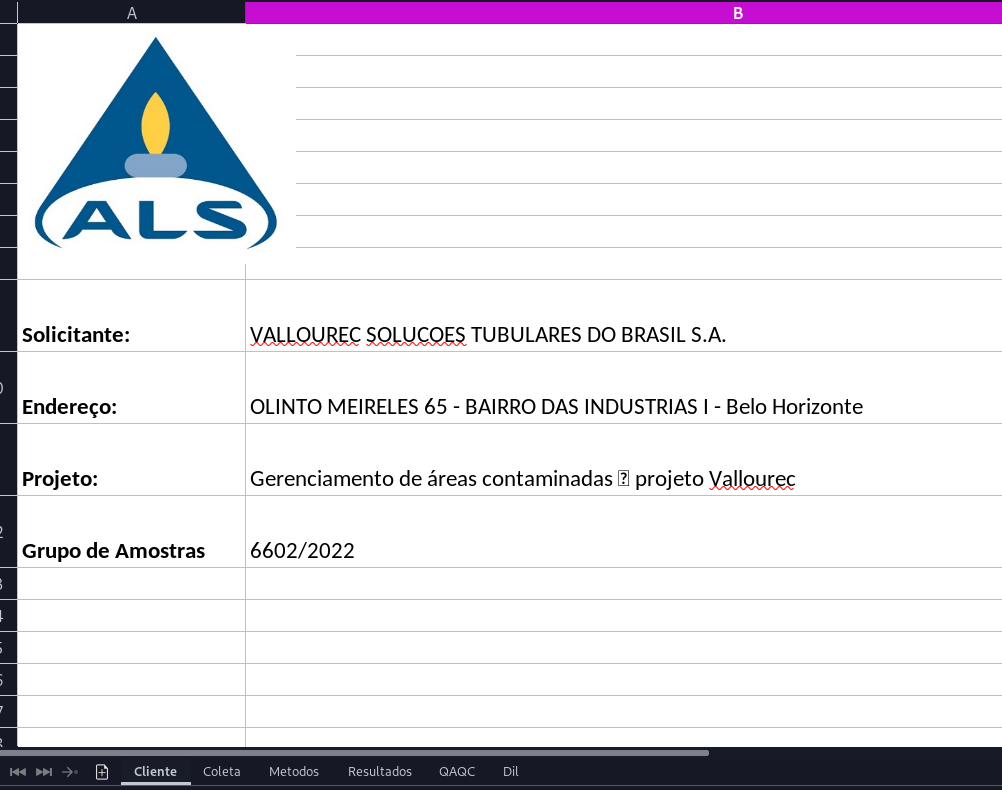 A B
ALS
Solicitante: VALLOUREC SOLUCOES TUBULARES DO BRASIL S.A.
Endereço: OLINTO MEIRELES 65 - BAIRRO DAS INDUSTRIAS I - Belo Horizonte
Projeto: Gerenciamento de áreas contaminadas projeto Vallourec
Grupo de Amostras 6602/2022
Cliente Coleta Metodos Resultados QAQC Dil